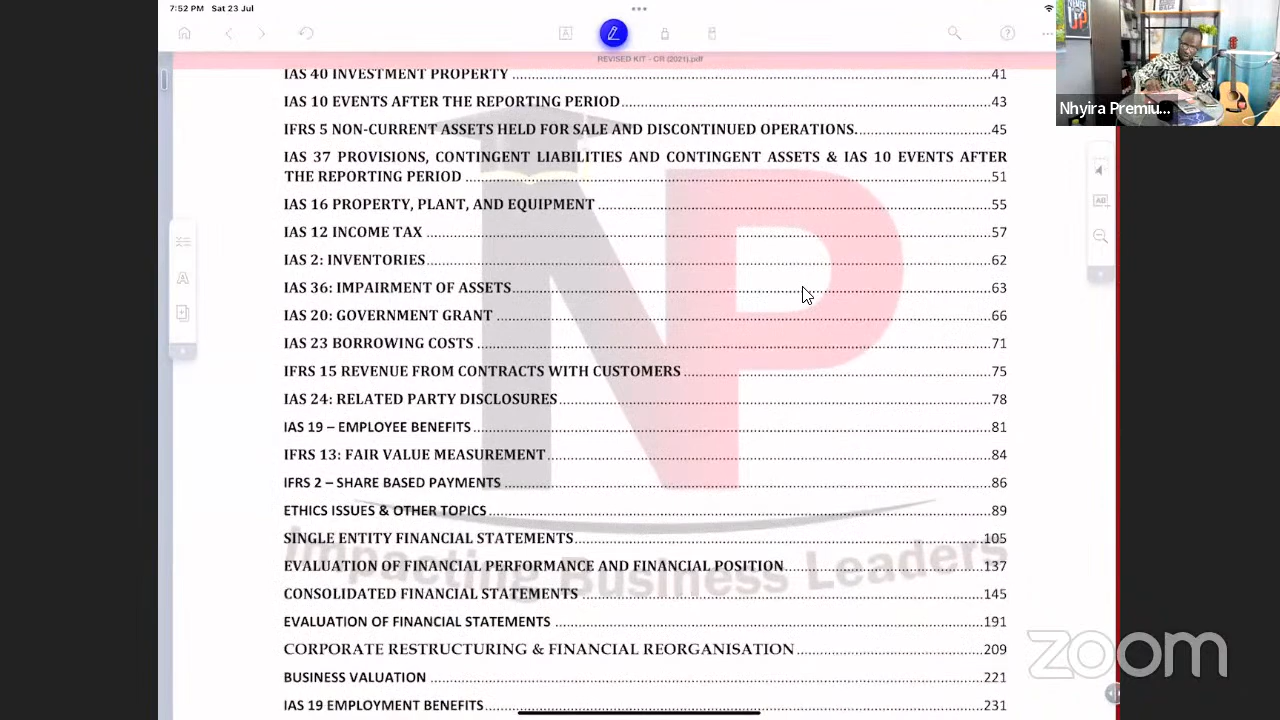 7:52 PM Sat 23 Jul
REVISED KIT - CR (2021).pdf
IAS 40 INVESTMENT PROPERTY ... 41
IAS 10 EVENTS AFTER THE REPORTING PERIOD ... 43
IFRS 5 NON-CURRENT ASSETS HELD FOR SALE AND DISCONTINUED OPERATIONS. ... 45
IAS 37 PROVISIONS, CONTINGENT LIABILITIES AND CONTINGENT ASSETS & IAS 10 EVENTS AFTER
THE REPORTING PERIOD ... 51
IAS 16 PROPERTY, PLANT, AND EQUIPMENT ... 55
IAS 12 INCOME TAX ... 57
IAS 2: INVENTORIES ... 62
IAS 36: IMPAIRMENT OF ASSETS ... 63
IAS 20: GOVERNMENT GRANT ... 66
IAS 23 BORROWING COSTS ... 71
IFRS 15 REVENUE FROM CONTRACTS WITH CUSTOMERS ... 75
IAS 24: RELATED PARTY DISCLOSURES ... 78
IAS 19 – EMPLOYEE BENEFITS ... 81
IFRS 13: FAIR VALUE MEASUREMENT ... 84
IFRS 2 – SHARE BASED PAYMENTS ... 86
ETHICS ISSUES & OTHER TOPICS ... 89
SINGLE ENTITY FINANCIAL STATEMENTS ... 105
EVALUATION OF FINANCIAL PERFORMANCE AND FINANCIAL POSITION ... 137
CONSOLIDATED FINANCIAL STATEMENTS ... 145
EVALUATION OF FINANCIAL STATEMENTS ... 191
CORPORATE RESTRUCTURING & FINANCIAL REORGANISATION ... 209
BUSINESS VALUATION ... 221
IAS 19 EMPLOYMENT BENEFITS ... 231
NP
Impacting Business Leaders
Nhyira Premiu...
UP
zoom